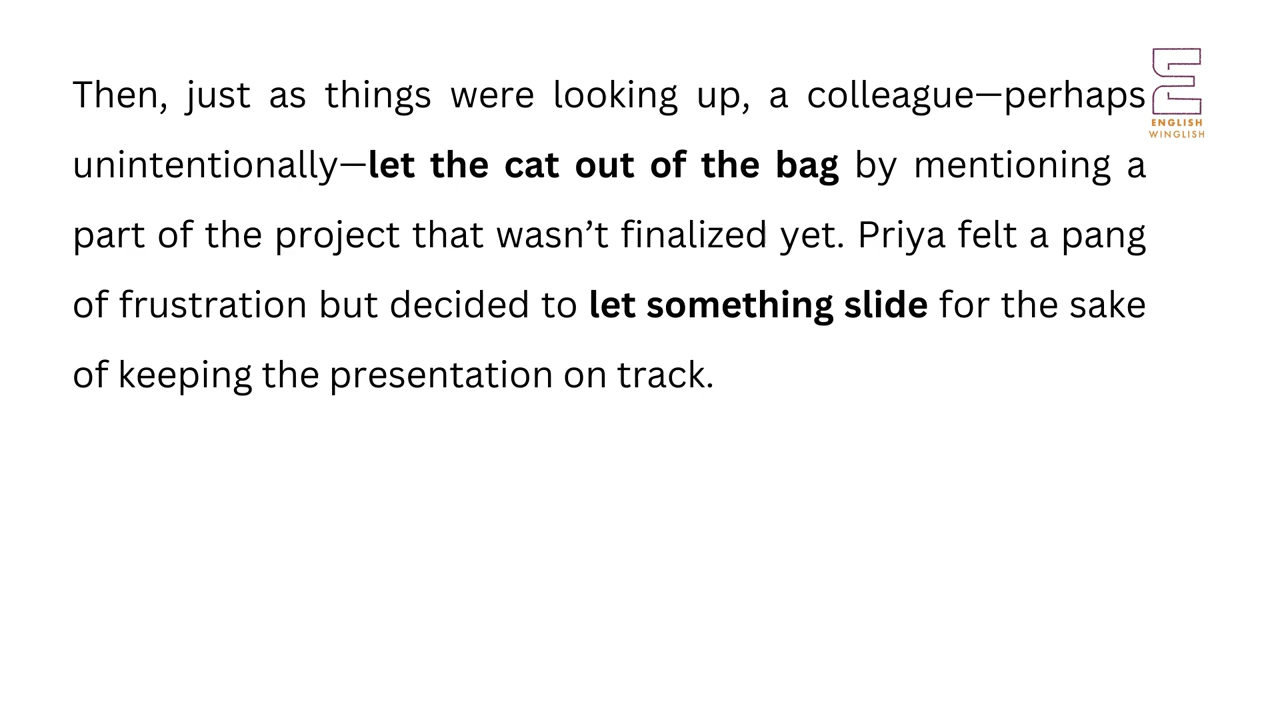 Then, just as things were looking up, a colleague—perhaps
unintentionally—let the cat out of the bag by mentioning a
part of the project that wasn’t finalized yet. Priya felt a pang
of frustration but decided to let something slide for the sake
of keeping the presentation on track.
ENGLISH
WINGLISH